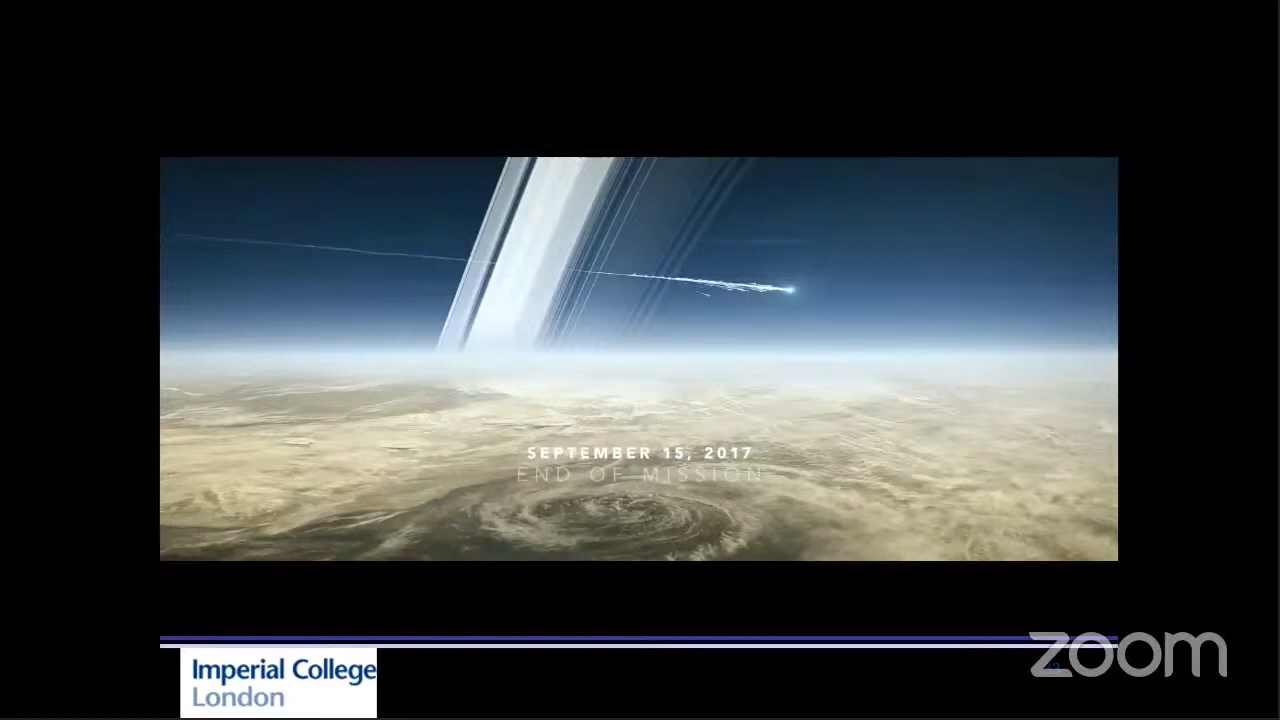 SEPTEMBER 15, 2017
END OF MISSION
Imperial College
London
zoom